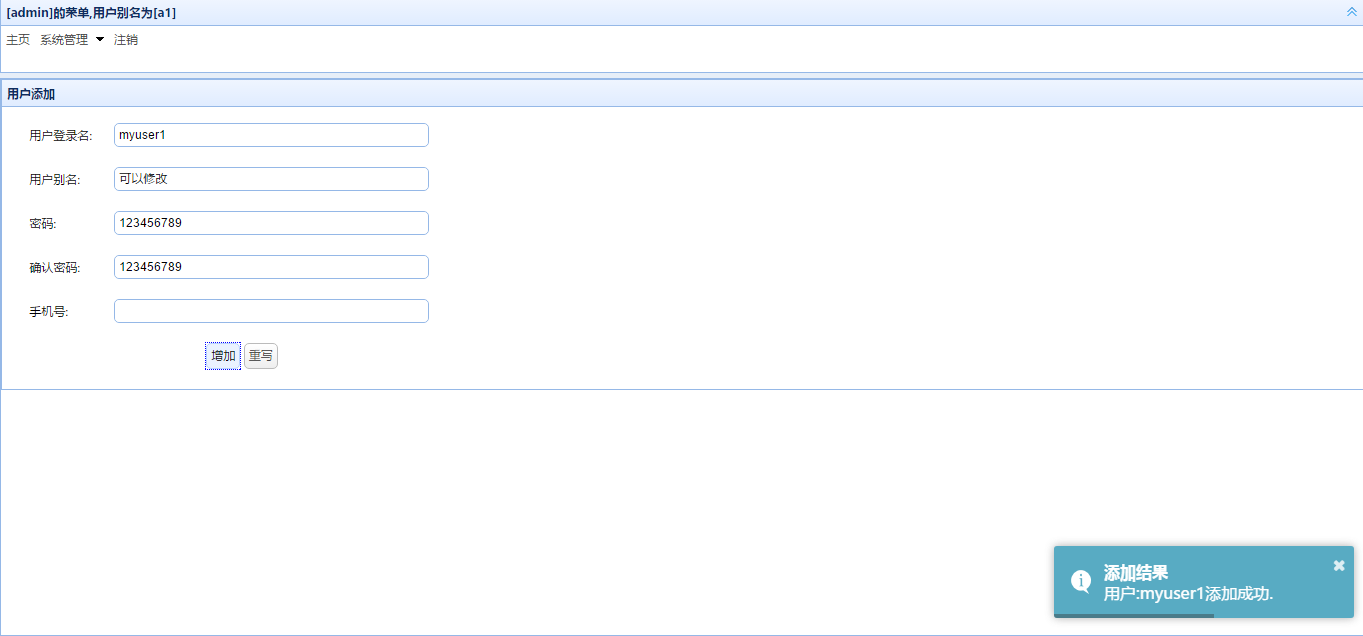 [admin]的荣单,用户别名为[a1]
主页 系统管理 注销
用户添加
用户登录名: myuser1
用户别名: 可以修改
密码: 123456789
确认密码: 123456789
手机号:
增加 重写
添加结果
用户:myuser1添加成功.